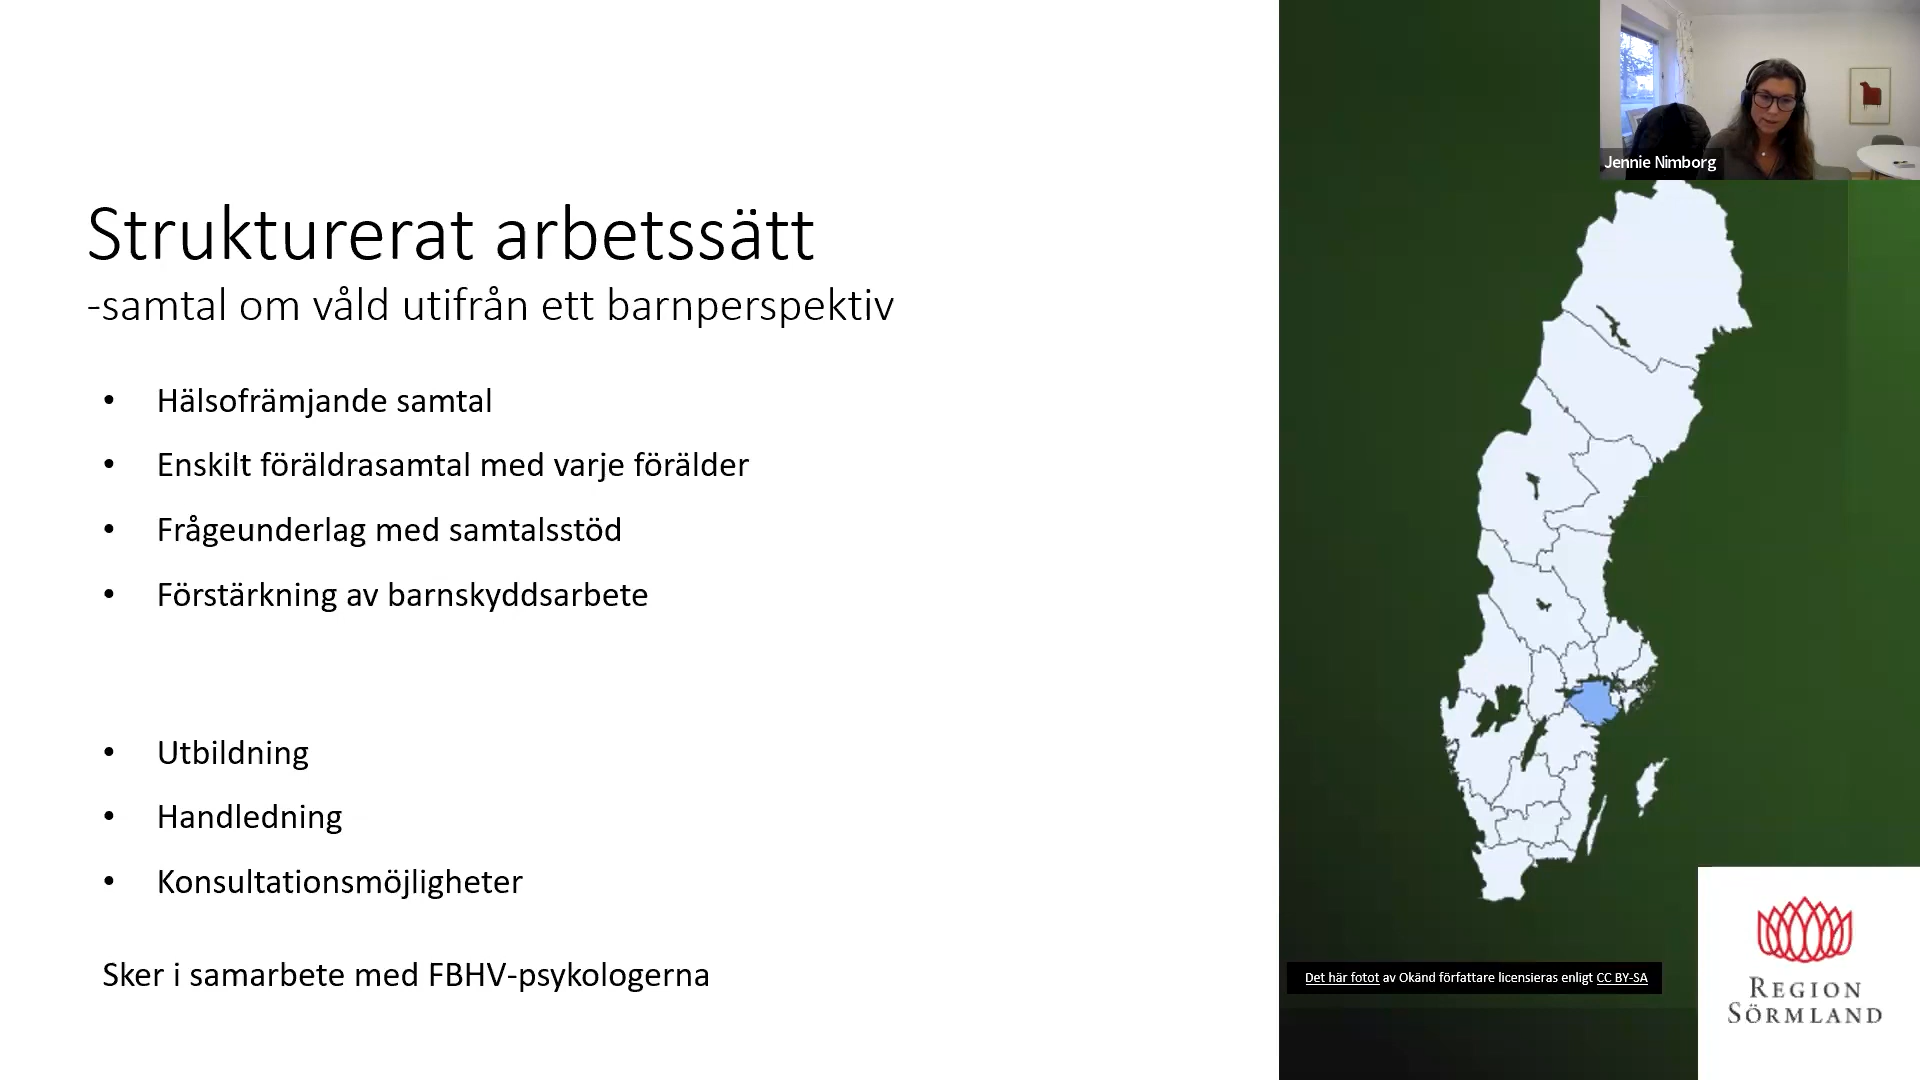 Strukturerat arbetssätt
-samtal om våld utifrån ett barnperspektiv
• Hälsofrämjande samtal
• Enskilt föräldrasamtal med varje förälder
• Frågeunderlag med samtalsstöd
• Förstärkning av barnskyddsarbete
• Utbildning
• Handledning
• Konsultationsmöjligheter
Sker i samarbete med FBHV-psykologerna
Jennie Nimborg
Det här fotot av Okänd författare licensieras enligt CC BY-SA
REGION
SÖRMLAND